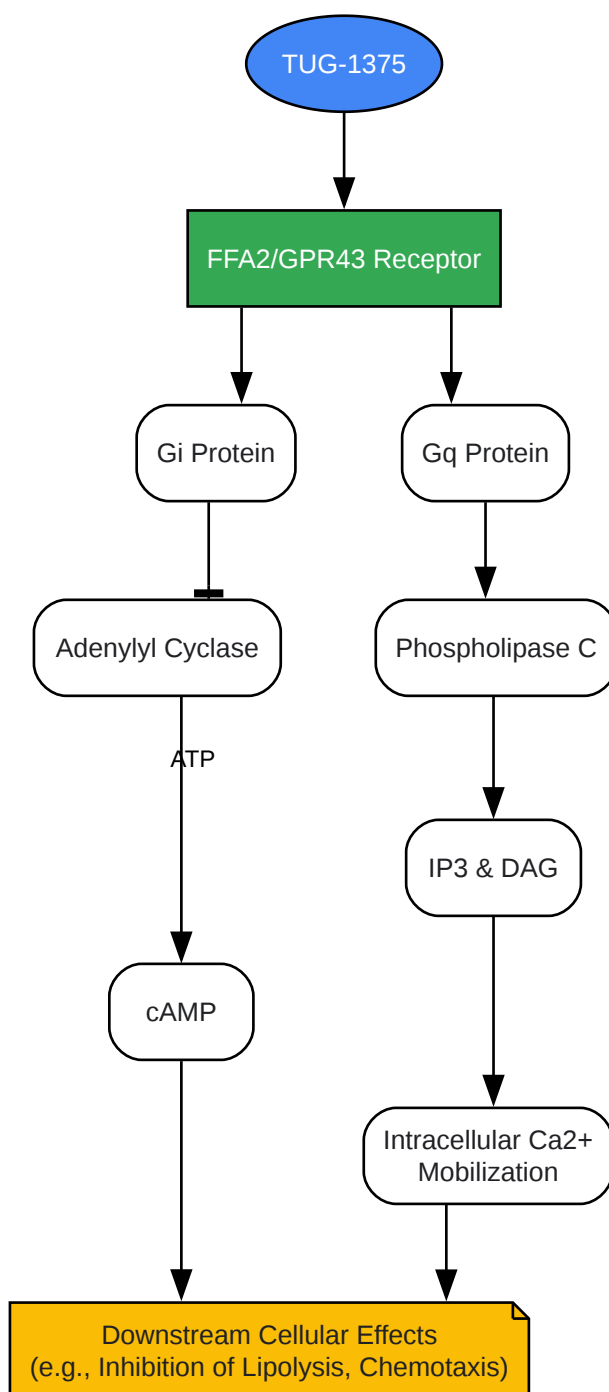 TUG-1375
FFA2/GPR43 Receptor
Gi Protein
Gq Protein
Adenylyl Cyclase
Phospholipase C
ATP
IP3 & DAG
cAMP
Intracellular Ca2+
Mobilization
Downstream Cellular Effects
(e.g., Inhibition of Lipolysis, Chemotaxis)